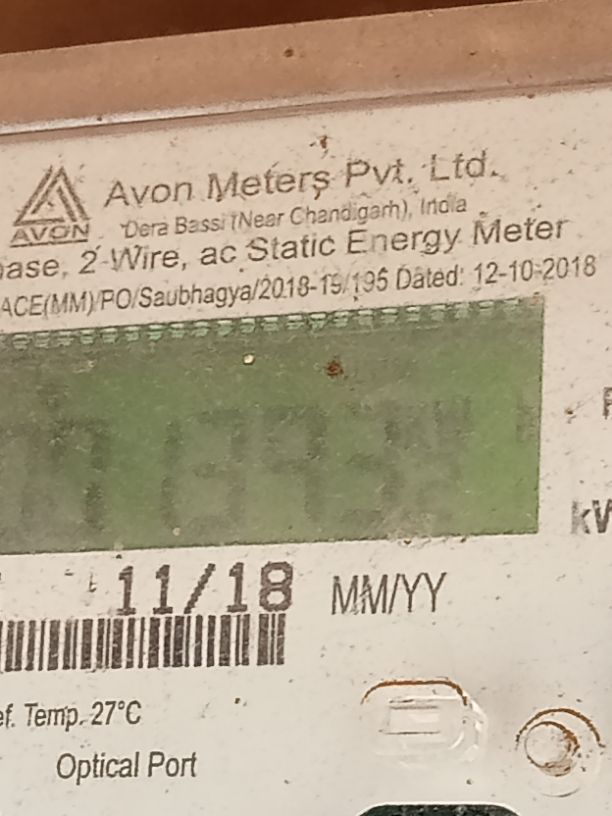 Avon Meters Pvt. Ltd.
AVON Dera Bassi (Near Chandigarh), India
ase, 2 Wire, ac Static Energy Meter
ACE(MM)/PO/Saubhagya/2018-19/195 Dated: 12-10-2018
11/18 MM/YY
ef. Temp. 27°C
Optical Port